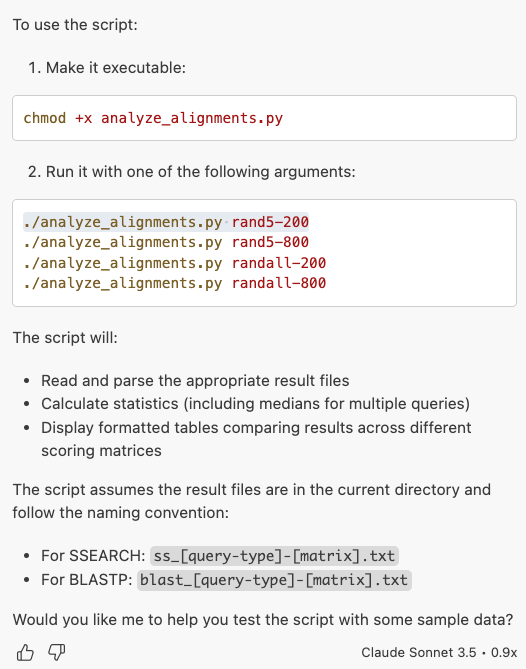 To use the script:
1. Make it executable:
chmod +x analyze_alignments.py
2. Run it with one of the following arguments:
./analyze_alignments.py rand5-200
./analyze_alignments.py rand5-800
./analyze_alignments.py randall-200
./analyze_alignments.py randall-800
The script will:
• Read and parse the appropriate result files
• Calculate statistics (including medians for multiple queries)
• Display formatted tables comparing results across different
scoring matrices
The script assumes the result files are in the current directory and
follow the naming convention:
• For SSEARCH: ss_[query-type]-[matrix].txt
• For BLASTP: blast_[query-type]-[matrix].txt
Would you like me to help you test the script with some sample data?
Claude Sonnet 3.5 • 0.9x